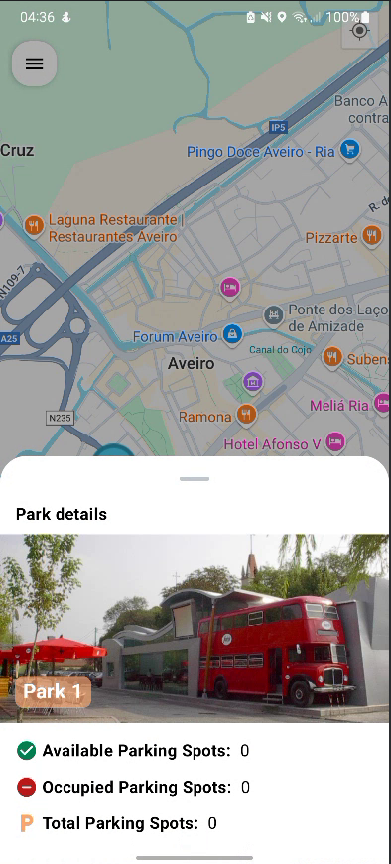 04:36
100%
Banco A
contra
Cruz
IP5
Pingo Doce Aveiro - Ria
R. de
Laguna Restaurante |
Restaurantes Aveiro
Pizzarte
N109-7
Ponte dos Laço
de Amizade
A25
Forum Aveiro
Canal do Cojo
Aveiro
Subens
Meliá Ria
N235
Ramona
Hotel Afonso V
Park details
Park 1
Available Parking Spots: 0
Occupied Parking Spots: 0
P Total Parking Spots: 0